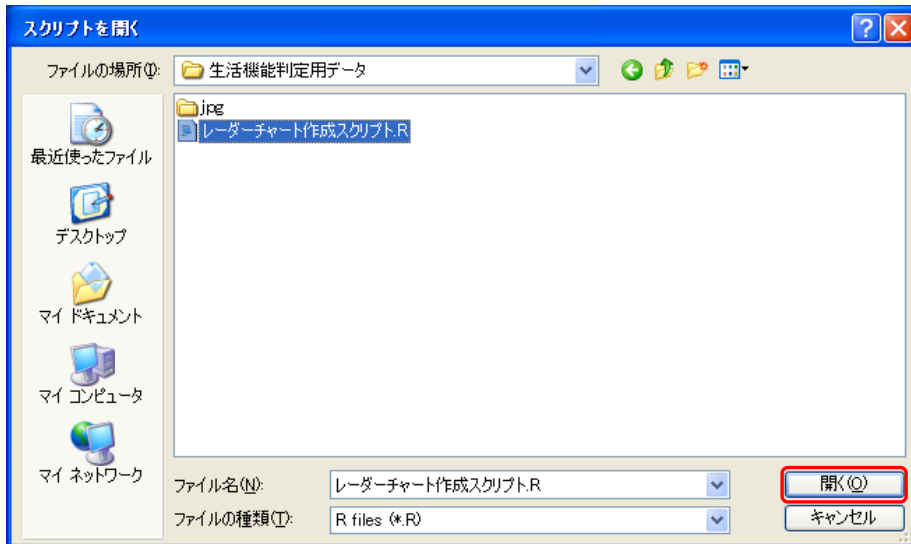 スクリプトを開く
ファイルの場所(I):
生活機能判定用データ
jpg
レーダーチャート作成スクリプト.R
最近使ったファイル
デスクトップ
マイ ドキュメント
マイ コンピュータ
マイ ネットワーク
ファイル名(N):
レーダーチャート作成スクリプト.R
開く(O)
ファイルの種類(T):
R files (*.R)
キャンセル